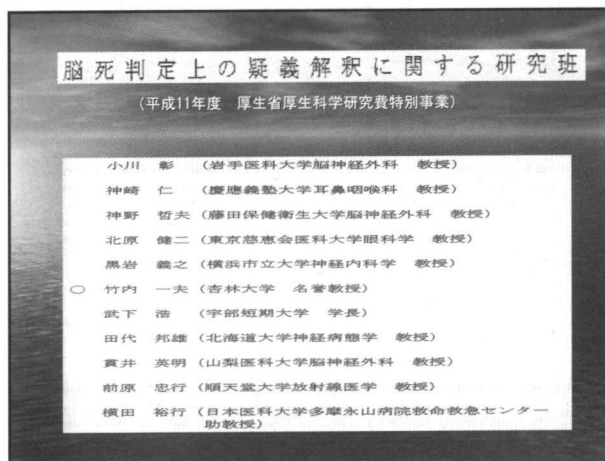 脳死判定上の疑義解釈に関する研究班
(平成11年度　厚生省厚生科学研究費特別事業)
小川　彰　(岩手医科大学脳神経外科　教授)
神崎　仁　(慶應義塾大学耳鼻咽喉科　教授)
神野　哲夫 (藤田保健衛生大学脳神経外科　教授)
北原　健二 (東京慈恵会医科大学眼科学　教授)
黒岩　義之 (横浜市立大学神経内科学　教授)
○　竹内　一夫 (杏林大学　名誉教授)
武下　浩　(宇部短期大学　学長)
田代　邦雄 (北海道大学神経病態学　教授)
貫井　英明 (山梨医科大学脳神経外科　教授)
前原　忠行 (順天堂大学放射線医学　教授)
横田　裕行 (日本医科大学多摩永山病院救命救急センター
助教授)